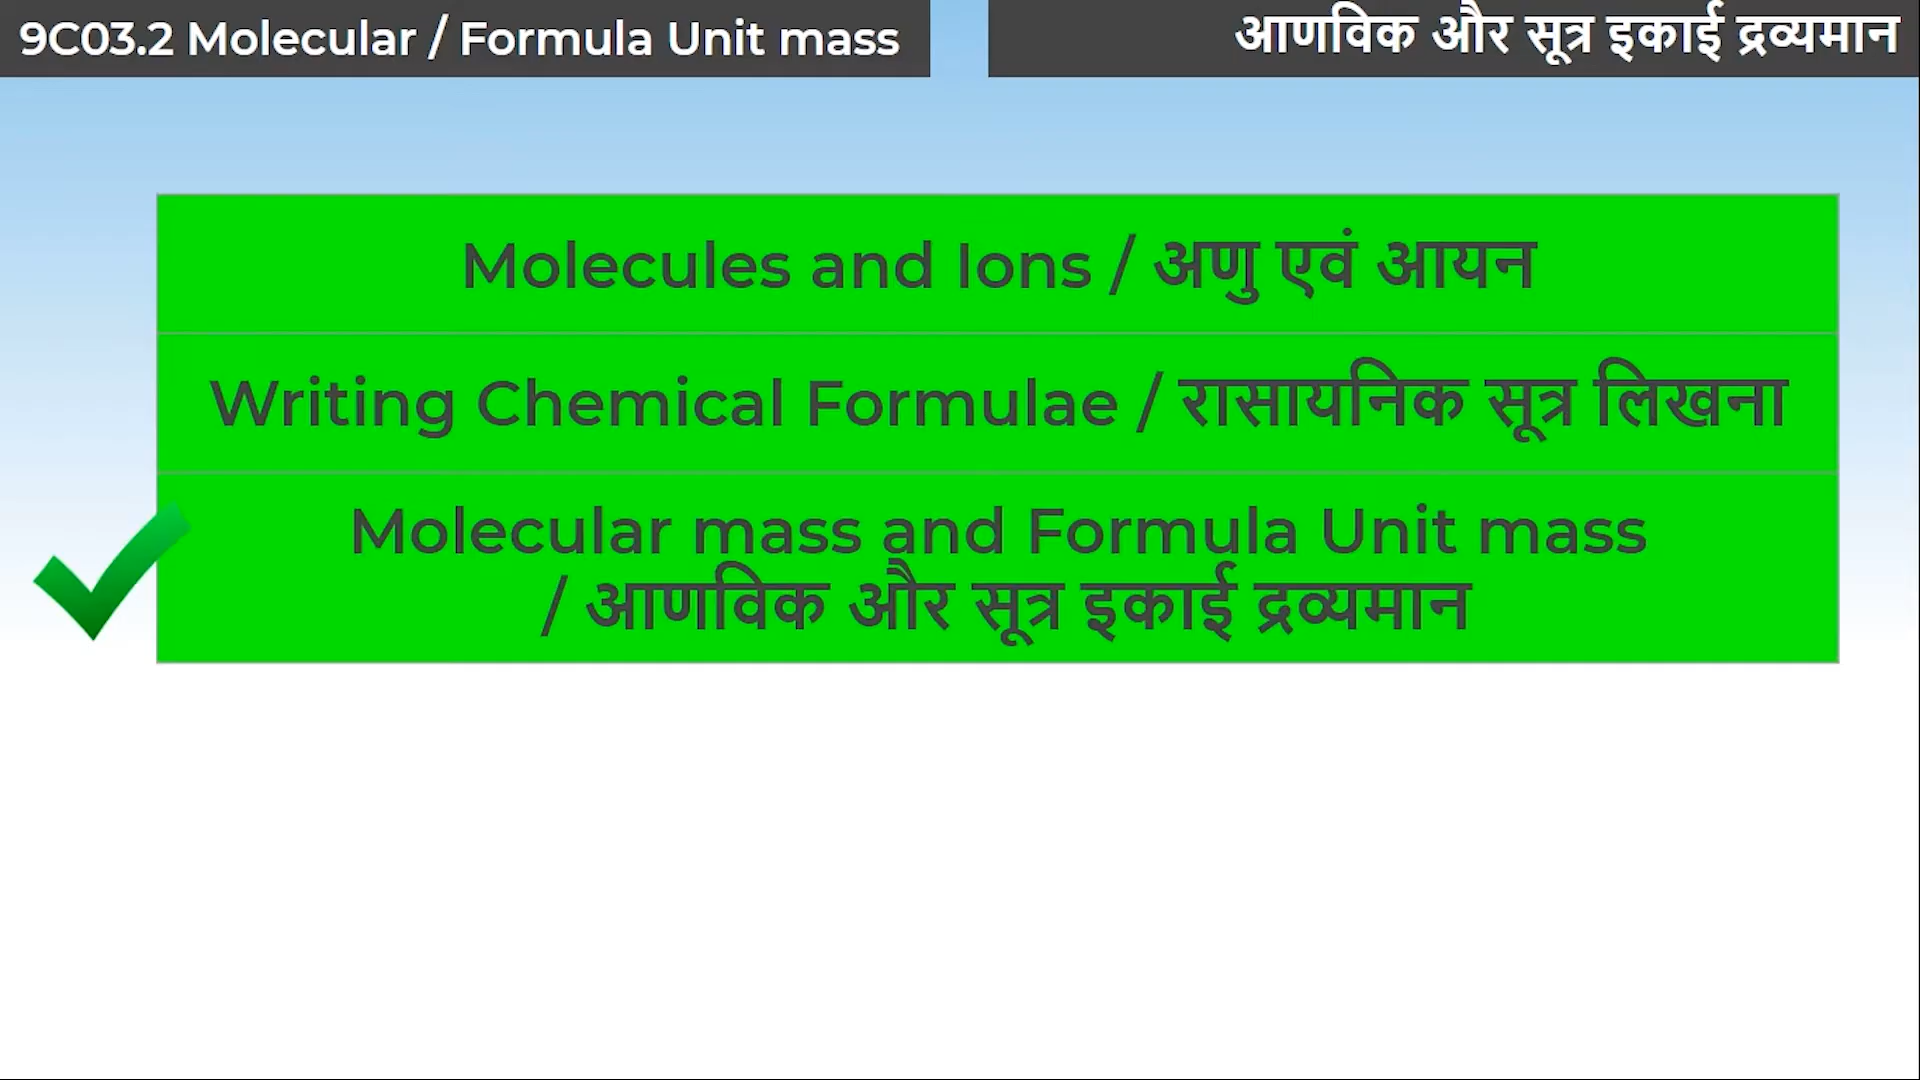 9C03.2 Molecular / Formula Unit mass
आणविक और सूत्र इकाई द्रव्यमान
Molecules and Ions / अणु एवं आयन
Writing Chemical Formulae / रासायनिक सूत्र लिखना
Molecular mass and Formula Unit mass
/ आणविक और सूत्र इकाई द्रव्यमान